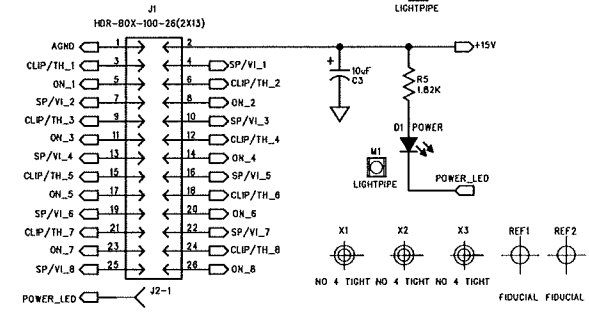 LIGHTPIPE
J1
HDR-BOX-100-26(2X13)
AGND 1 2 +15V
CLIP/TH_1 3 4 SP/VI_1
ON_1 5 6 CLIP/TH_2
SP/VI_2 7 8 ON_2
CLIP/TH_3 9 10 SP/VI_3
ON_3 11 12 CLIP/TH_4
SP/VI_4 13 14 ON_4
CLIP/TH_5 15 16 SP/VI_5
ON_5 17 18 CLIP/TH_6
SP/VI_6 19 20 ON_6
CLIP/TH_7 21 22 SP/VI_7
ON_7 23 24 CLIP/TH_8
SP/VI_8 25 26 ON_8
POWER_LED J2-1
+
10uF
C3
R5
1.82K
D1 POWER
M1
LIGHTPIPE
POWER_LED
X1 X2 X3 REF1 REF2
NO 4 TIGHT NO 4 TIGHT NO 4 TIGHT
FIDUCIAL FIDUCIAL